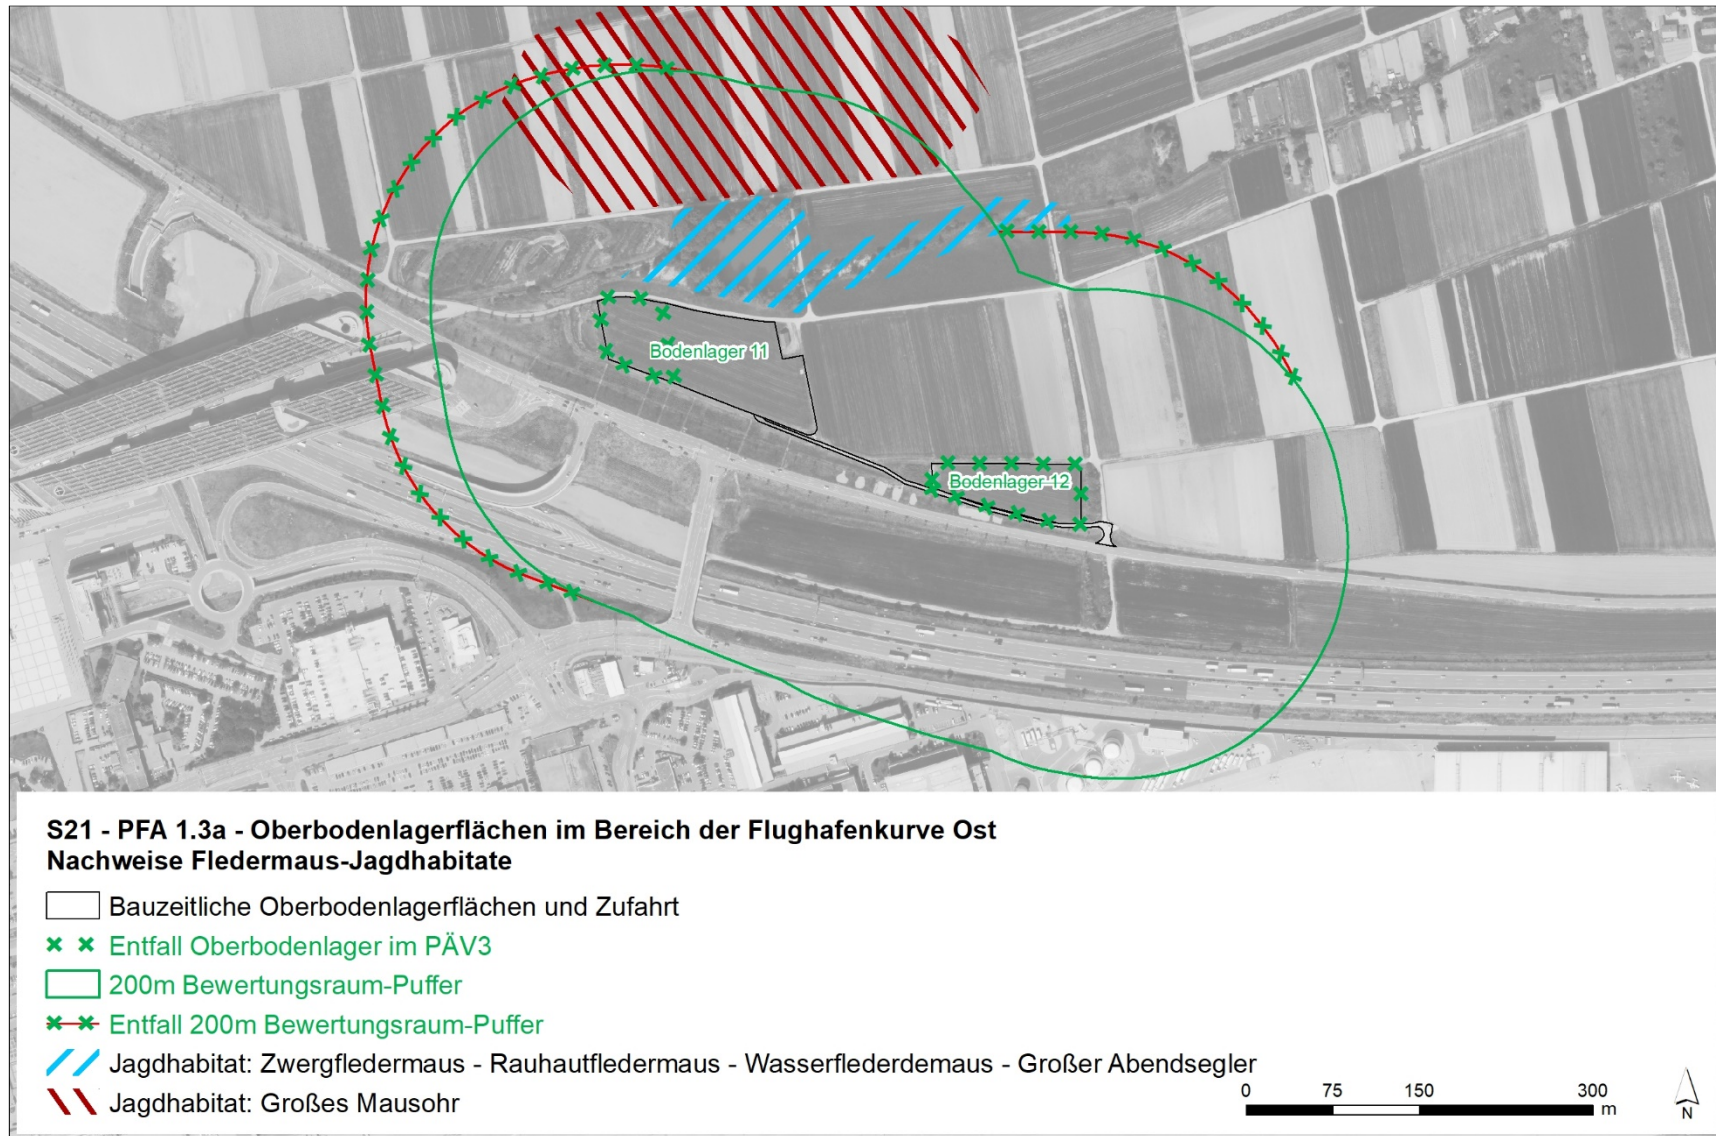 Bodenlager 11
Bodenlager 12
S21 - PFA 1.3a - Oberbodenlagerflächen im Bereich der Flughafenkurve Ost
Nachweise Fledermaus-Jagdhabitate
Bauzeitliche Oberbodenlagerflächen und Zufahrt
Entfall Oberbodenlager im PÄV3
200m Bewertungsraum-Puffer
Entfall 200m Bewertungsraum-Puffer
Jagdhabitat: Zwergfledermaus - Rauhautfledermaus - Wasserflederdemaus - Großer Abendsegler
Jagdhabitat: Großes Mausohr
0 75 150 300
m
N